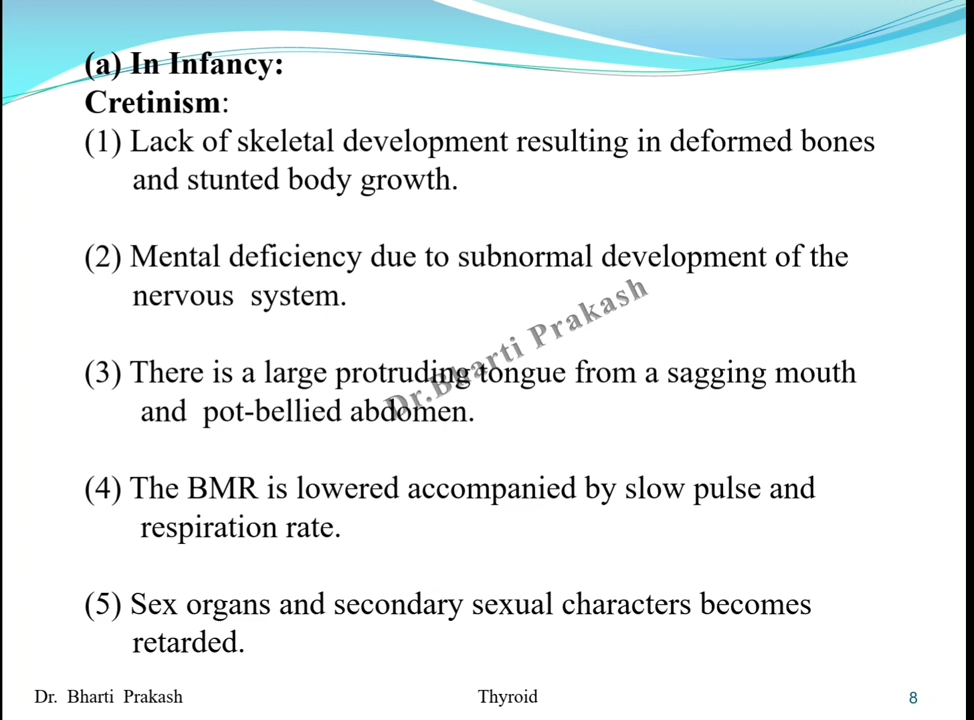 (a) In Infancy:
Cretinism:
(1) Lack of skeletal development resulting in deformed bones
and stunted body growth.
(2) Mental deficiency due to subnormal development of the
nervous system.
(3) There is a large protruding tongue from a sagging mouth
and pot-bellied abdomen.
Dr.Bharti Prakash
(4) The BMR is lowered accompanied by slow pulse and
respiration rate.
(5) Sex organs and secondary sexual characters becomes
retarded.
Dr. Bharti Prakash
Thyroid
8